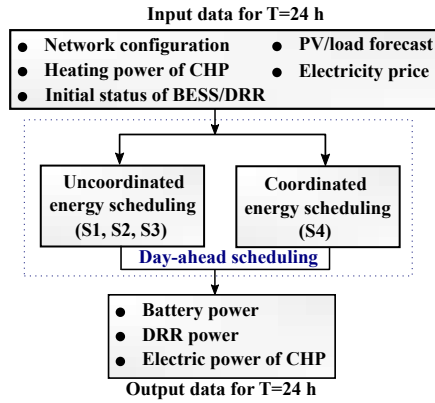 Input data for T=24 h
● Network configuration
● PV/load forecast
● Heating power of CHP
● Electricity price
● Initial status of BESS/DRR
Uncoordinated
energy scheduling
(S1, S2, S3)
Coordinated
energy scheduling
(S4)
Day-ahead scheduling
● Battery power
● DRR power
● Electric power of CHP
Output data for T=24 h